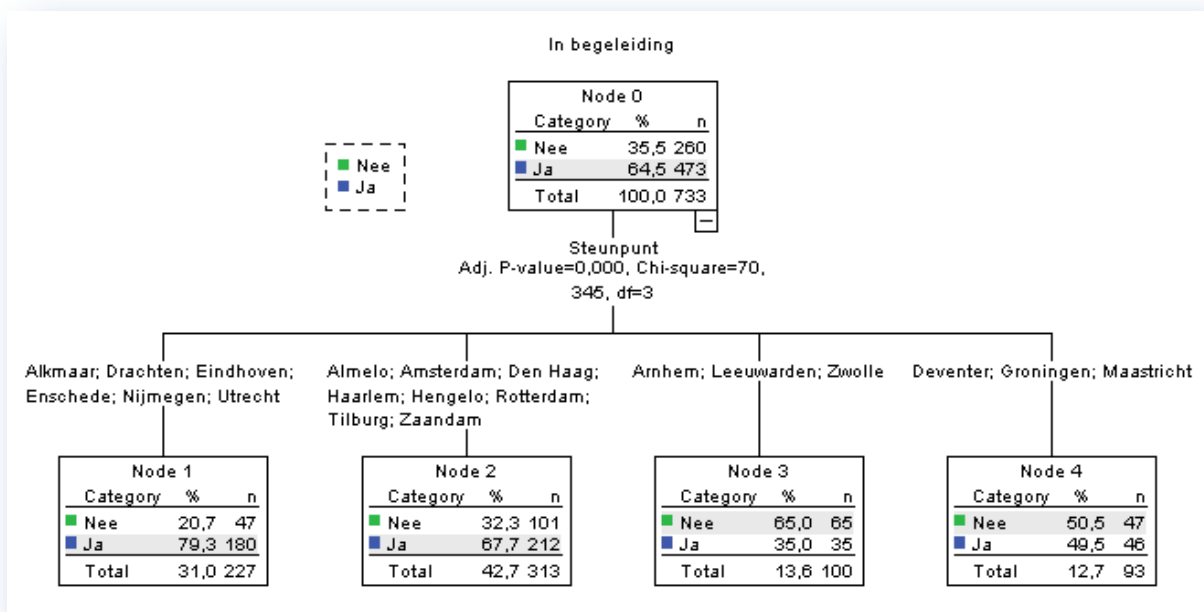 In begeleiding
Node 0
Category % n
Nee 35,5 260
Ja 64,5 473
Total 100,0 733
Nee
Ja
Steunpunt
Adj. P-value=0,000, Chi-square=70,
345, df=3
Alkmaar; Drachten; Eindhoven;
Enschede; Nijmegen; Utrecht
Node 1
Category % n
Nee 20,7 47
Ja 79,3 180
Total 31,0 227
Almelo; Amsterdam; Den Haag;
Haarlem; Hengelo; Rotterdam;
Tilburg; Zaandam
Node 2
Category % n
Nee 32,3 101
Ja 67,7 212
Total 42,7 313
Arnhem; Leeuwarden; Zwolle
Node 3
Category % n
Nee 65,0 65
Ja 35,0 35
Total 13,6 100
Deventer; Groningen; Maastricht
Node 4
Category % n
Nee 50,5 47
Ja 49,5 46
Total 12,7 93